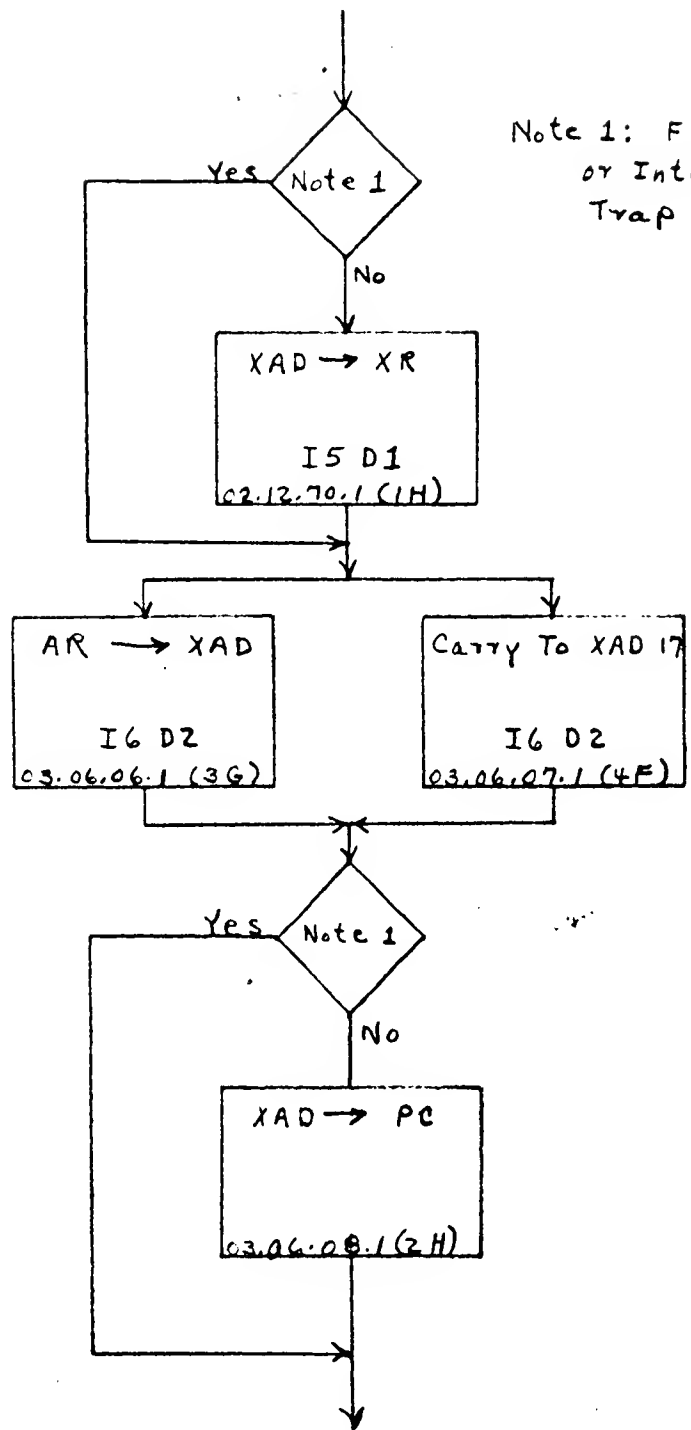 Note 1: F
or Int
Trap
Yes
Note 1
No
XAD → XR
I5 D1
02.12.70.1 (1H)
AR → XAD
I6 D2
03.06.06.1 (3G)
Carry To XAD 17
I6 D2
03.06.07.1 (4F)
Yes
Note 1
No
XAD → PC
03.06.08.1 (2H)